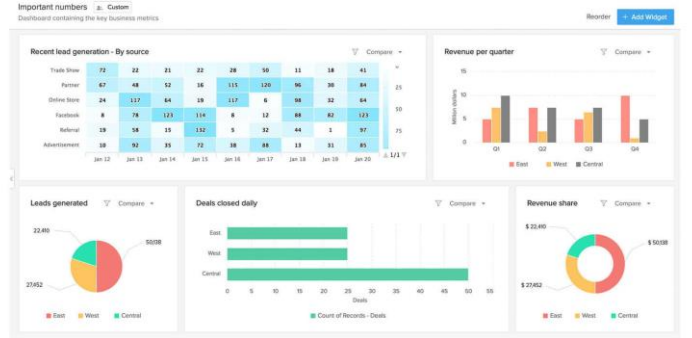 Important numbers Custom
Dashboard containing the key business metrics
Reorder + Add Widget
Recent lead generation - By source Compare
Trade Show 72 22 21 22 28 50 11 18 41
Partner 67 48 52 16 115 120 96 30 84
Online Store 24 117 64 19 117 6 98 32 64
Facebook 8 78 123 114 8 12 88 82 123
Referral 19 58 15 132 5 32 44 1 97
Advertisement 10 92 35 72 38 88 13 31 85
Jan 12 Jan 13 Jan 14 Jan 15 Jan 16 Jan 17 Jan 18 Jan 19 Jan 20
25
50
75
1/1
Revenue per quarter Compare
Million dollars
15
10
5
0
Q1 Q2 Q3 Q4
East West Central
Leads generated Compare
22,410
50,138
27,452
East West Central
Deals closed daily Compare
East
West
Central
0 5 10 15 20 25 30 35 40 45 50 55
Deals
Count of Records - Deals
Revenue share Compare
$ 22,410
$ 50,138
$ 27,452
East West Central